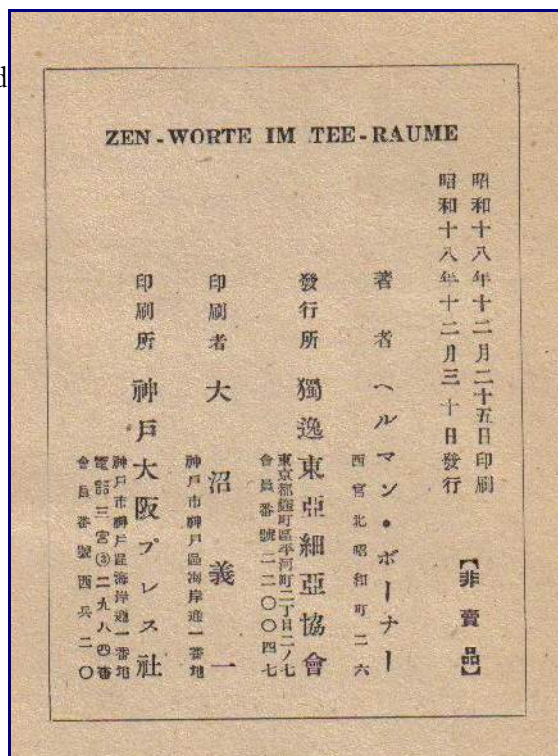 d
ZEN-WORTE IM TEE-RAUME
昭和十八年十二月二十五日印刷
昭和十八年十二月三十日發行
【非賣品】
著者 ヘルマン・ボーナー
西宮北昭和町二六
發行所 獨逸東亞細亞協會
東京都麹町區平河町二丁目二ノ七
會員番號二二〇〇四七
印刷者 大沼義一
神戸市神戸區海岸通一番地
印刷所 神戸大阪プレス社
神戸市神戸區海岸通一番地
電話三宮③二九八四番
會員番號西兵二〇